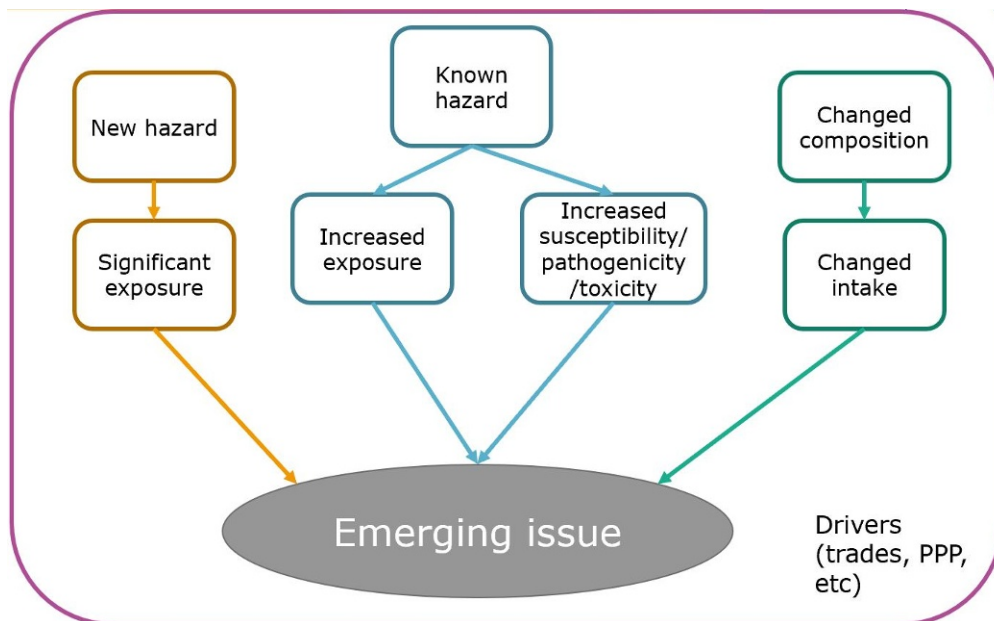 New hazard
Known
hazard
Changed
composition
Significant
exposure
Increased
exposure
Increased
susceptibility/
pathogenicity
/toxicity
Changed
intake
Emerging issue
Drivers
(trades, PPP,
etc)